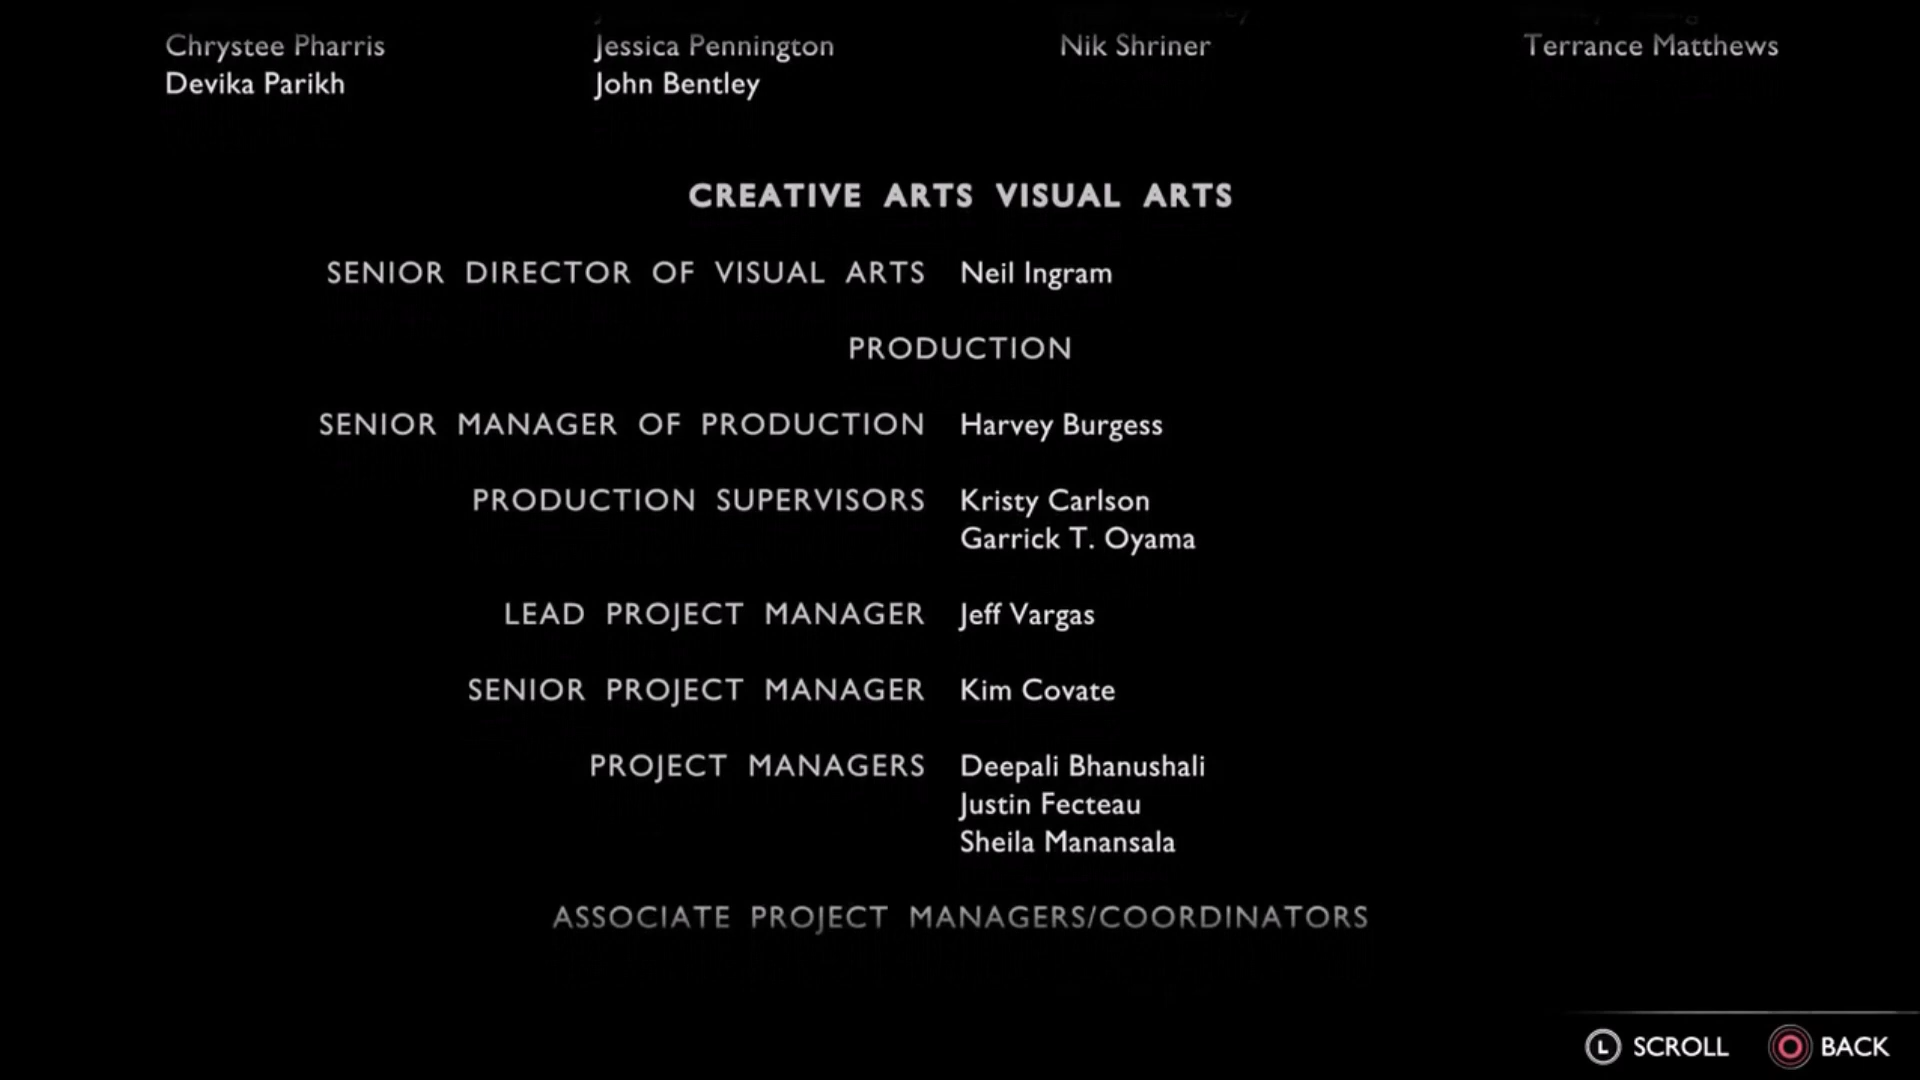 Chrystee Pharris Jessica Pennington Nik Shriner Terrance Matthews
Devika Parikh John Bentley
CREATIVE ARTS VISUAL ARTS
SENIOR DIRECTOR OF VISUAL ARTS Neil Ingram
PRODUCTION
SENIOR MANAGER OF PRODUCTION Harvey Burgess
PRODUCTION SUPERVISORS Kristy Carlson
Garrick T. Oyama
LEAD PROJECT MANAGER Jeff Vargas
SENIOR PROJECT MANAGER Kim Covate
PROJECT MANAGERS Deepali Bhanushali
Justin Fecteau
Sheila Manansala
ASSOCIATE PROJECT MANAGERS/COORDINATORS
L SCROLL BACK